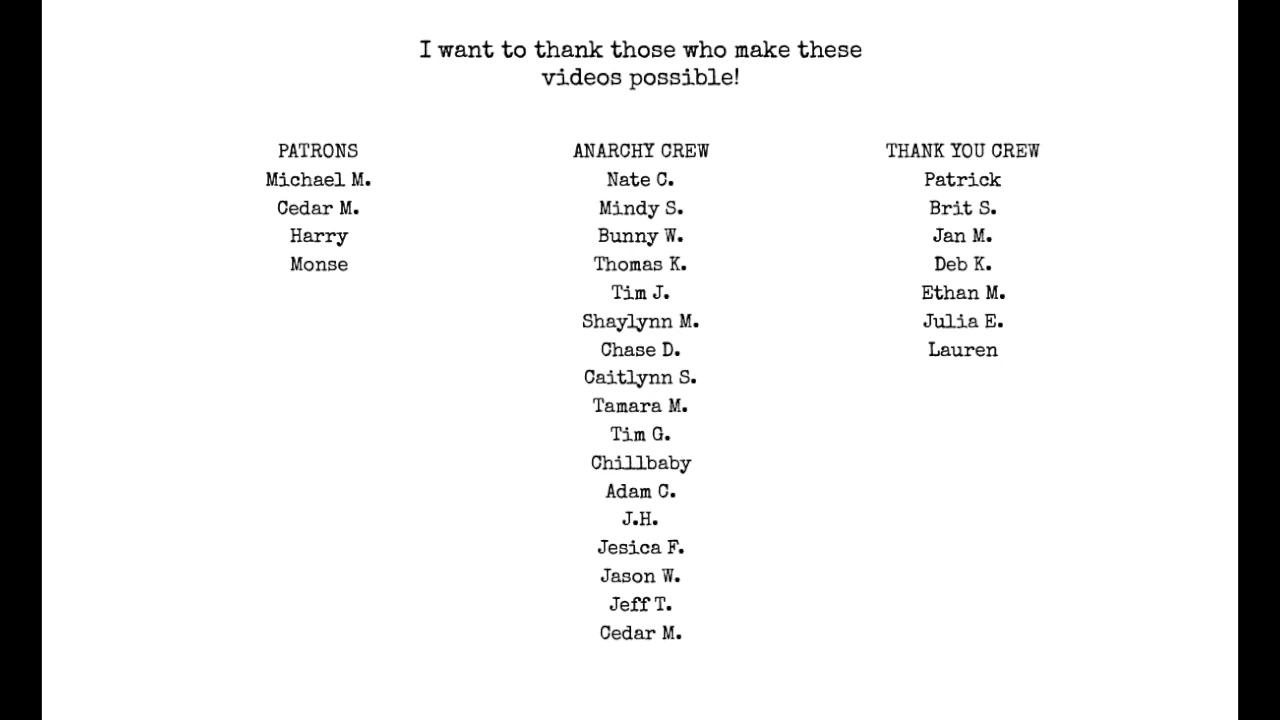 I want to thank those who make these
videos possible!
PATRONS
Michael M.
Cedar M.
Harry
Monse
ANARCHY CREW
Nate C.
Mindy S.
Bunny W.
Thomas K.
Tim J.
Shaylynn M.
Chase D.
Caitlynn S.
Tamara M.
Tim G.
Chillbaby
Adam C.
J.H.
Jesica F.
Jason W.
Jeff T.
Cedar M.
THANK YOU CREW
Patrick
Brit S.
Jan M.
Deb K.
Ethan M.
Julia E.
Lauren